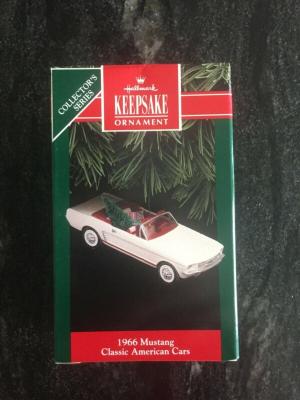 COLLECTOR'S
SERIES
Hallmark
KEEPSAKE
ORNAMENT
1966 Mustang
Classic American Cars